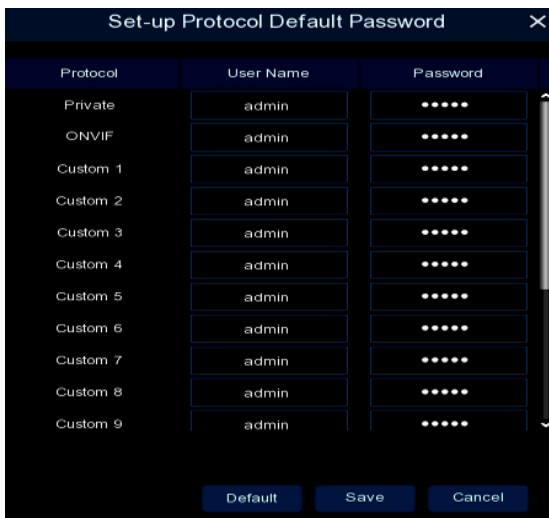 Set-up Protocol Default Password
Protocol User Name Password
Private admin •••••
ONVIF admin •••••
Custom 1 admin •••••
Custom 2 admin •••••
Custom 3 admin •••••
Custom 4 admin •••••
Custom 5 admin •••••
Custom 6 admin •••••
Custom 7 admin •••••
Custom 8 admin •••••
Custom 9 admin •••••
Default Save Cancel